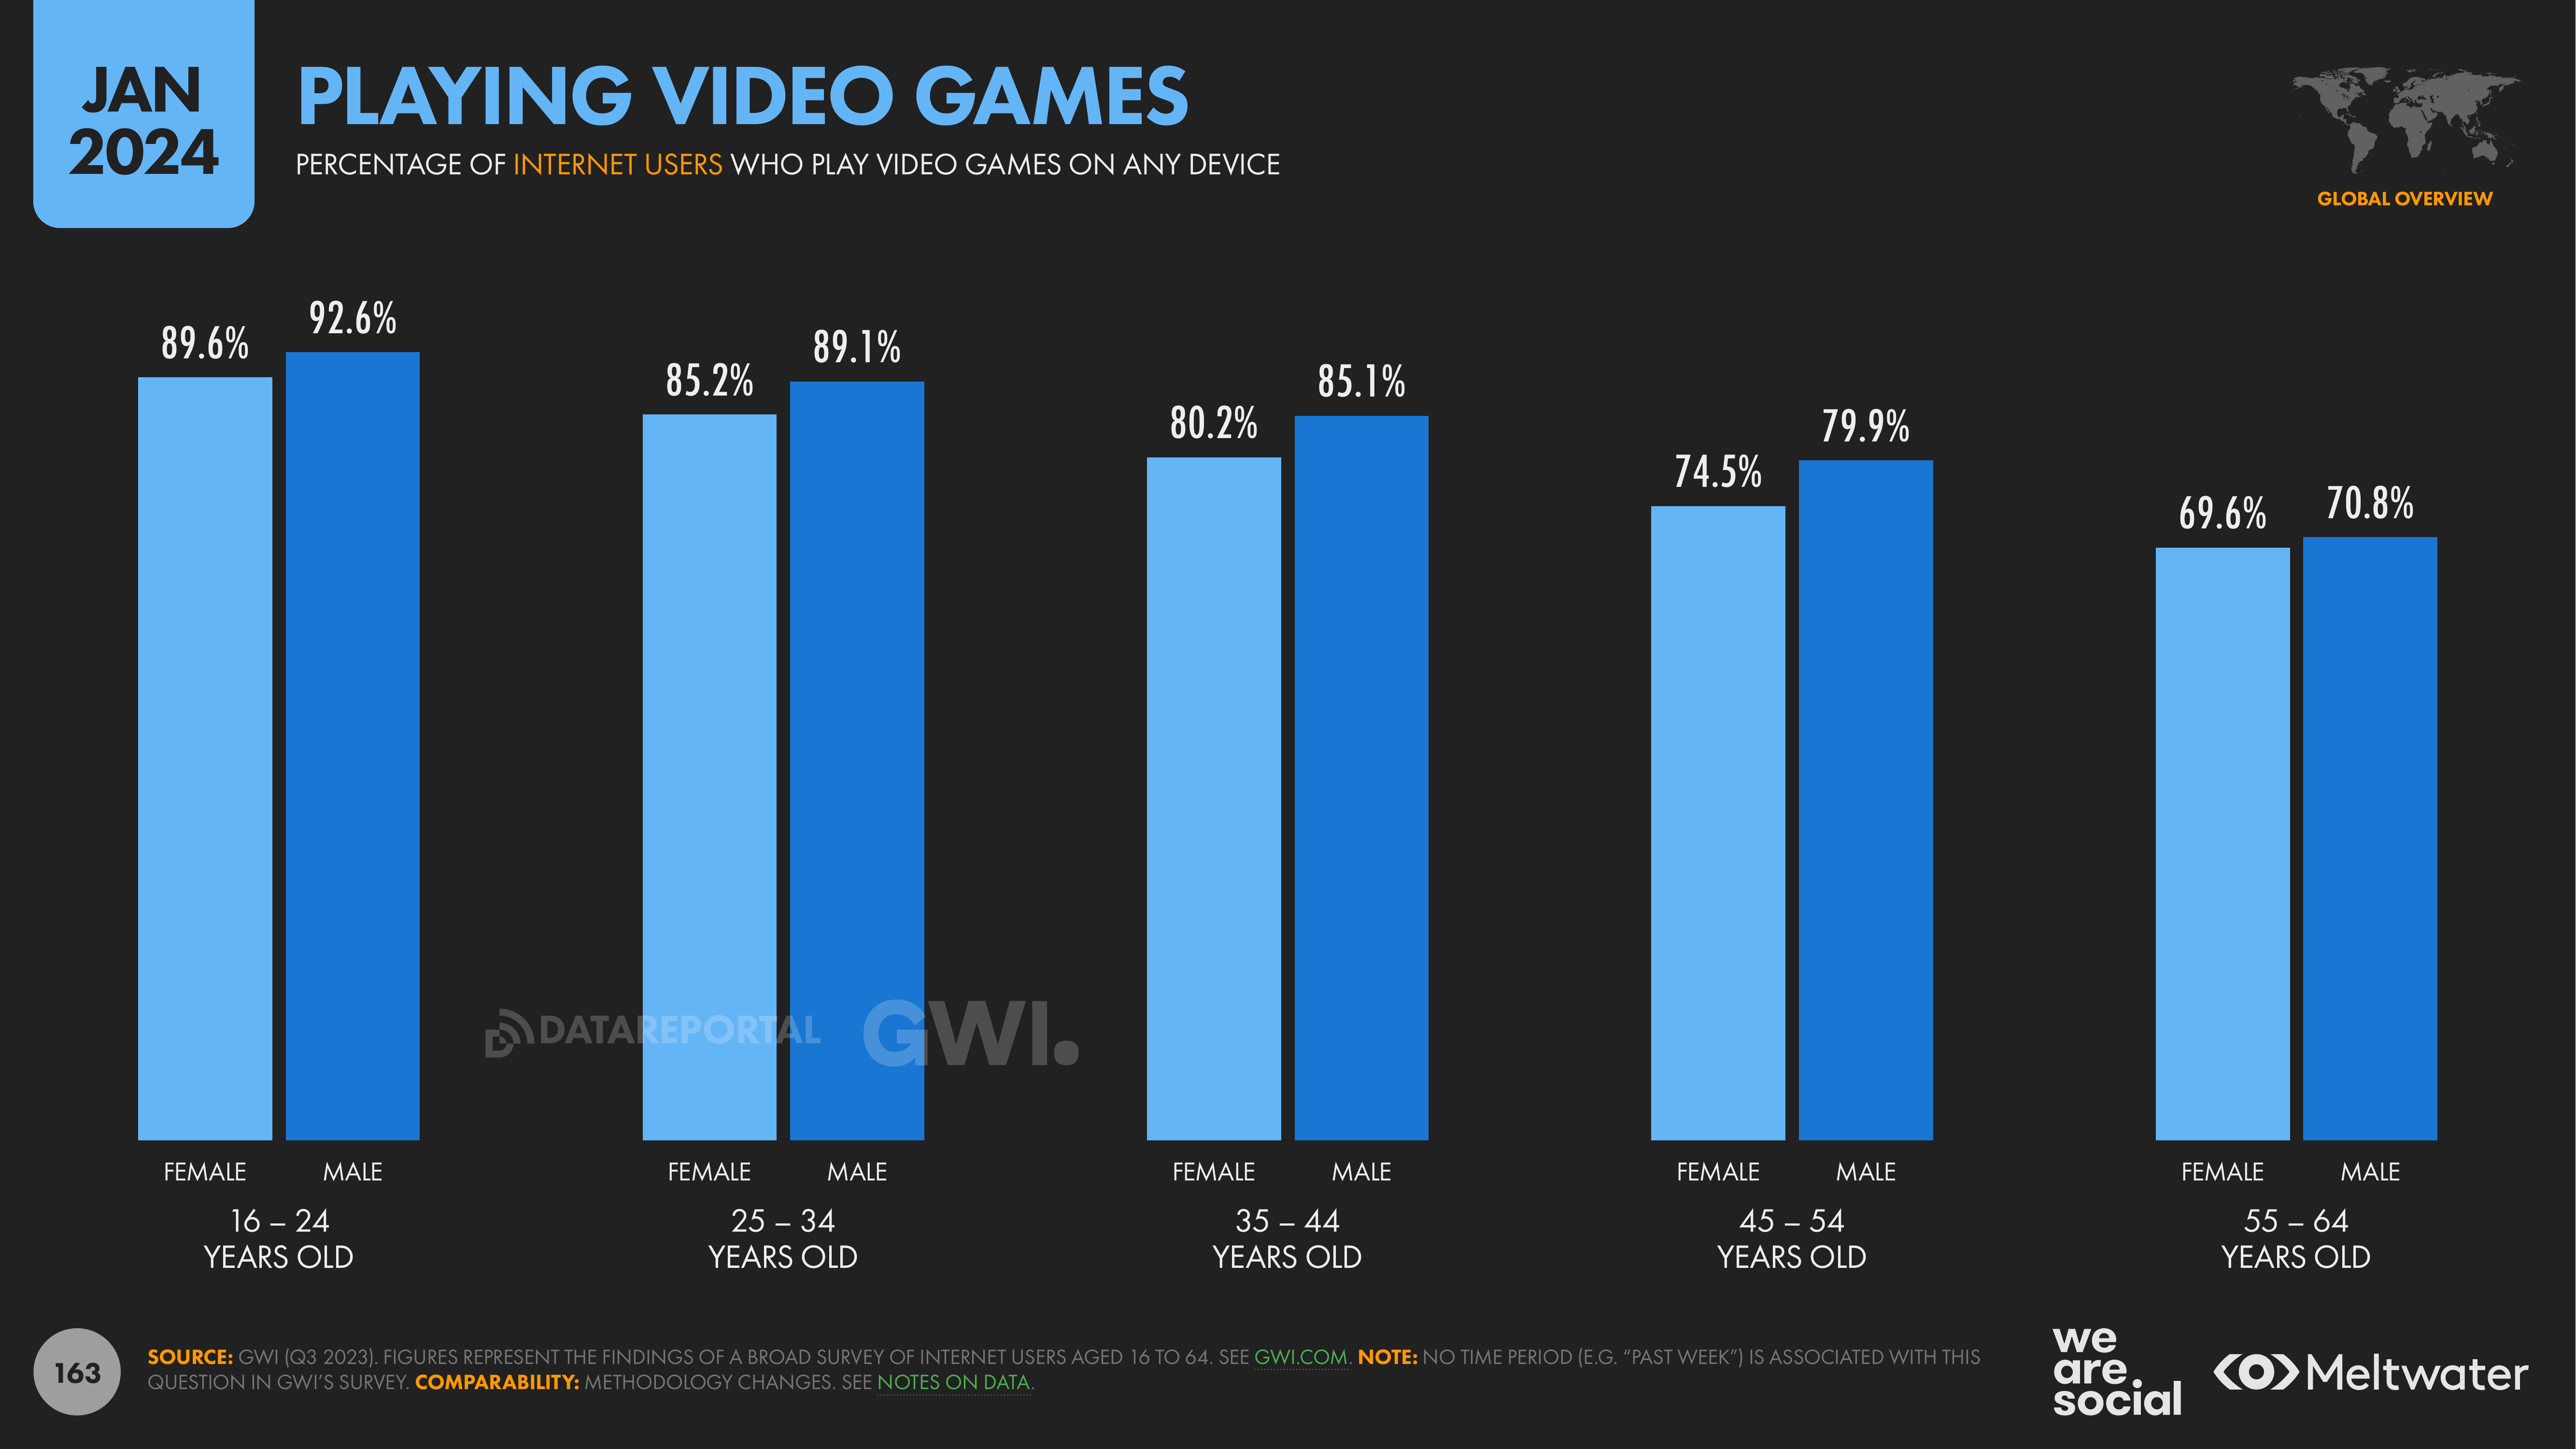 JAN
2024
PLAYING VIDEO GAMES
PERCENTAGE OF INTERNET USERS WHO PLAY VIDEO GAMES ON ANY DEVICE
GLOBAL OVERVIEW
89.6%
92.6%
85.2%
89.1%
80.2%
85.1%
74.5%
79.9%
69.6%
70.8%
DATAREPORTAL
GWI.
FEMALE MALE
FEMALE MALE
FEMALE MALE
FEMALE MALE
FEMALE MALE
16 – 24
YEARS OLD
25 – 34
YEARS OLD
35 – 44
YEARS OLD
45 – 54
YEARS OLD
55 – 64
YEARS OLD
163
SOURCE: GWI (Q3 2023). FIGURES REPRESENT THE FINDINGS OF A BROAD SURVEY OF INTERNET USERS AGED 16 TO 64. SEE GWI.COM. NOTE: NO TIME PERIOD (E.G. “PAST WEEK”) IS ASSOCIATED WITH THIS
QUESTION IN GWI’S SURVEY. COMPARABILITY: METHODOLOGY CHANGES. SEE NOTES ON DATA.
we
are
social
Meltwater